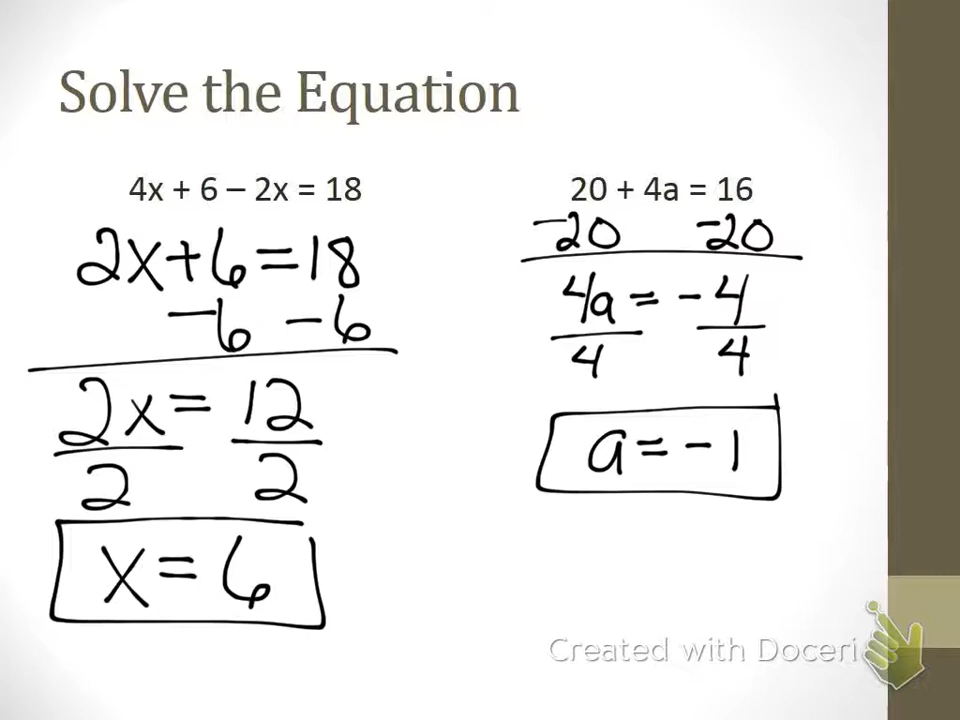 Solve the Equation
4x + 6 – 2x = 18
2x+6=18
-6 -6
2x = 12
2 2
x = 6
20 + 4a = 16
-20 -20
4a = -4
4 4
a = -1
Created with Doceri